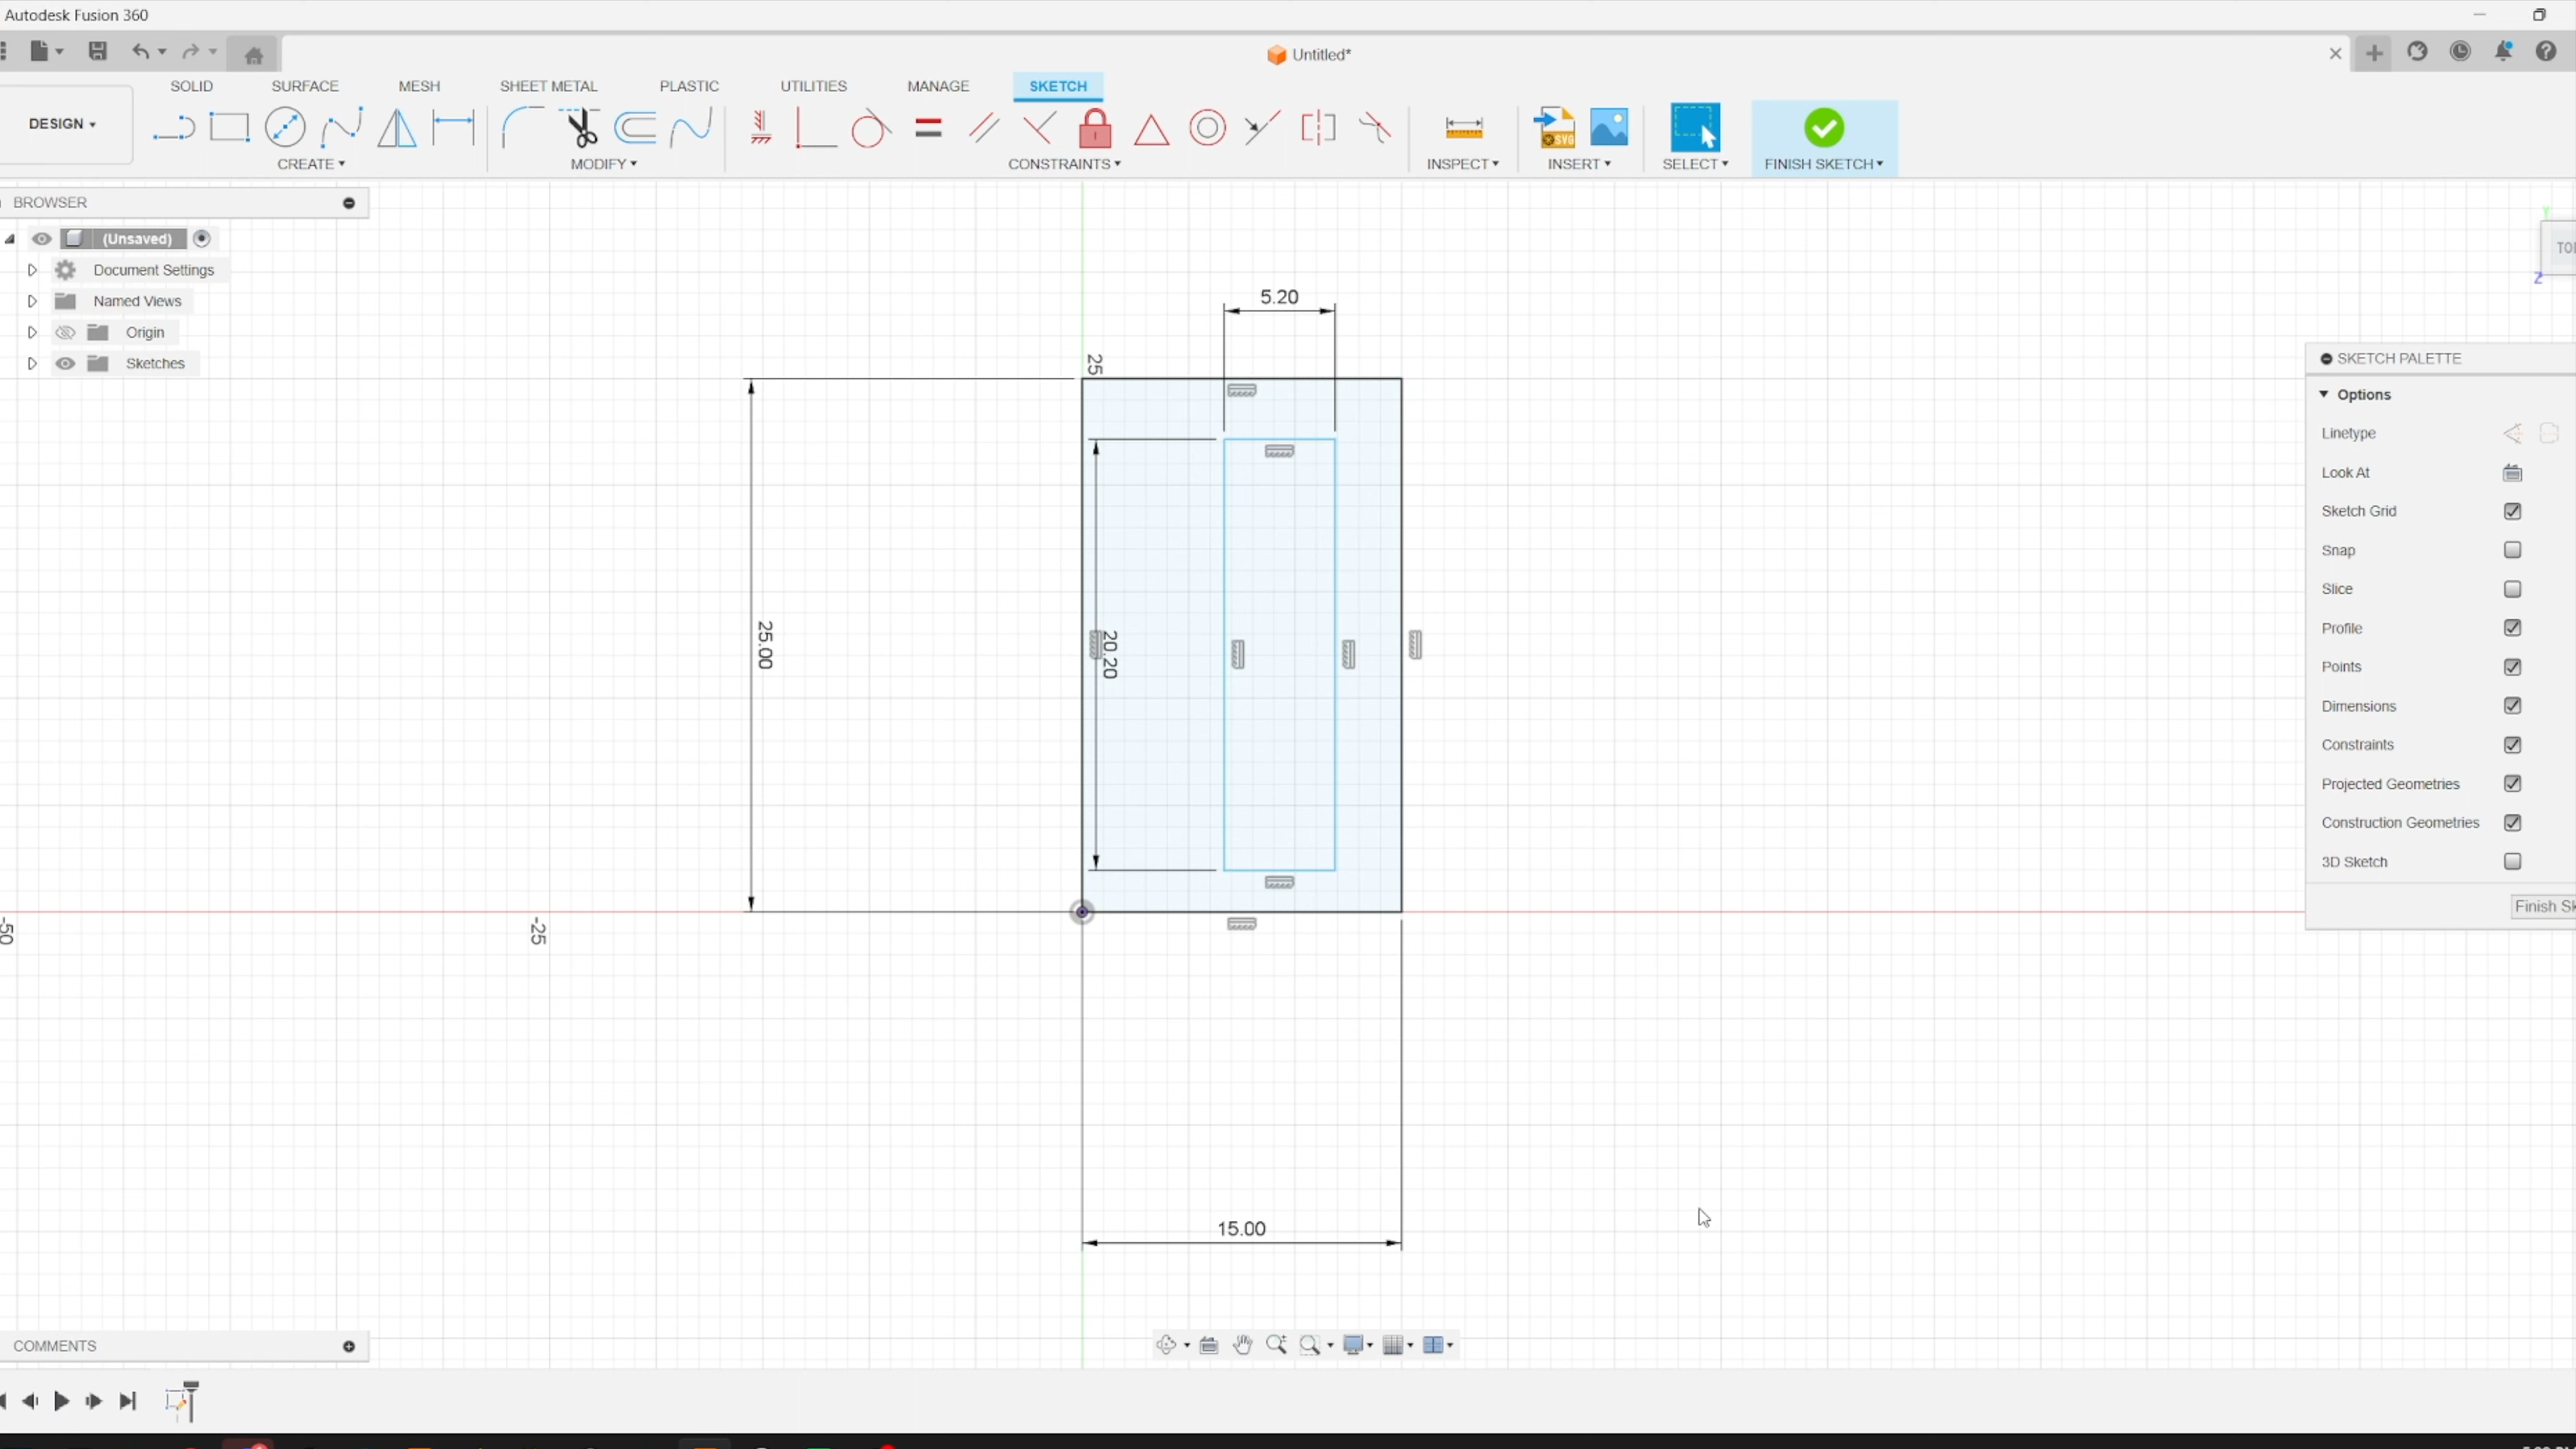 Autodesk Fusion 360
Untitled*
SOLID SURFACE MESH SHEET METAL PLASTIC UTILITIES MANAGE SKETCH
DESIGN
CREATE MODIFY CONSTRAINTS INSPECT INSERT SELECT FINISH SKETCH
SVG
BROWSER
(Unsaved)
Document Settings
Named Views
Origin
Sketches
5.20
25
25.00
20.20
-50
-25
15.00
Z
SKETCH PALETTE
Options
Linetype
Look At
Sketch Grid
Snap
Slice
Profile
Points
Dimensions
Constraints
Projected Geometries
Construction Geometries
3D Sketch
Finish
COMMENTS